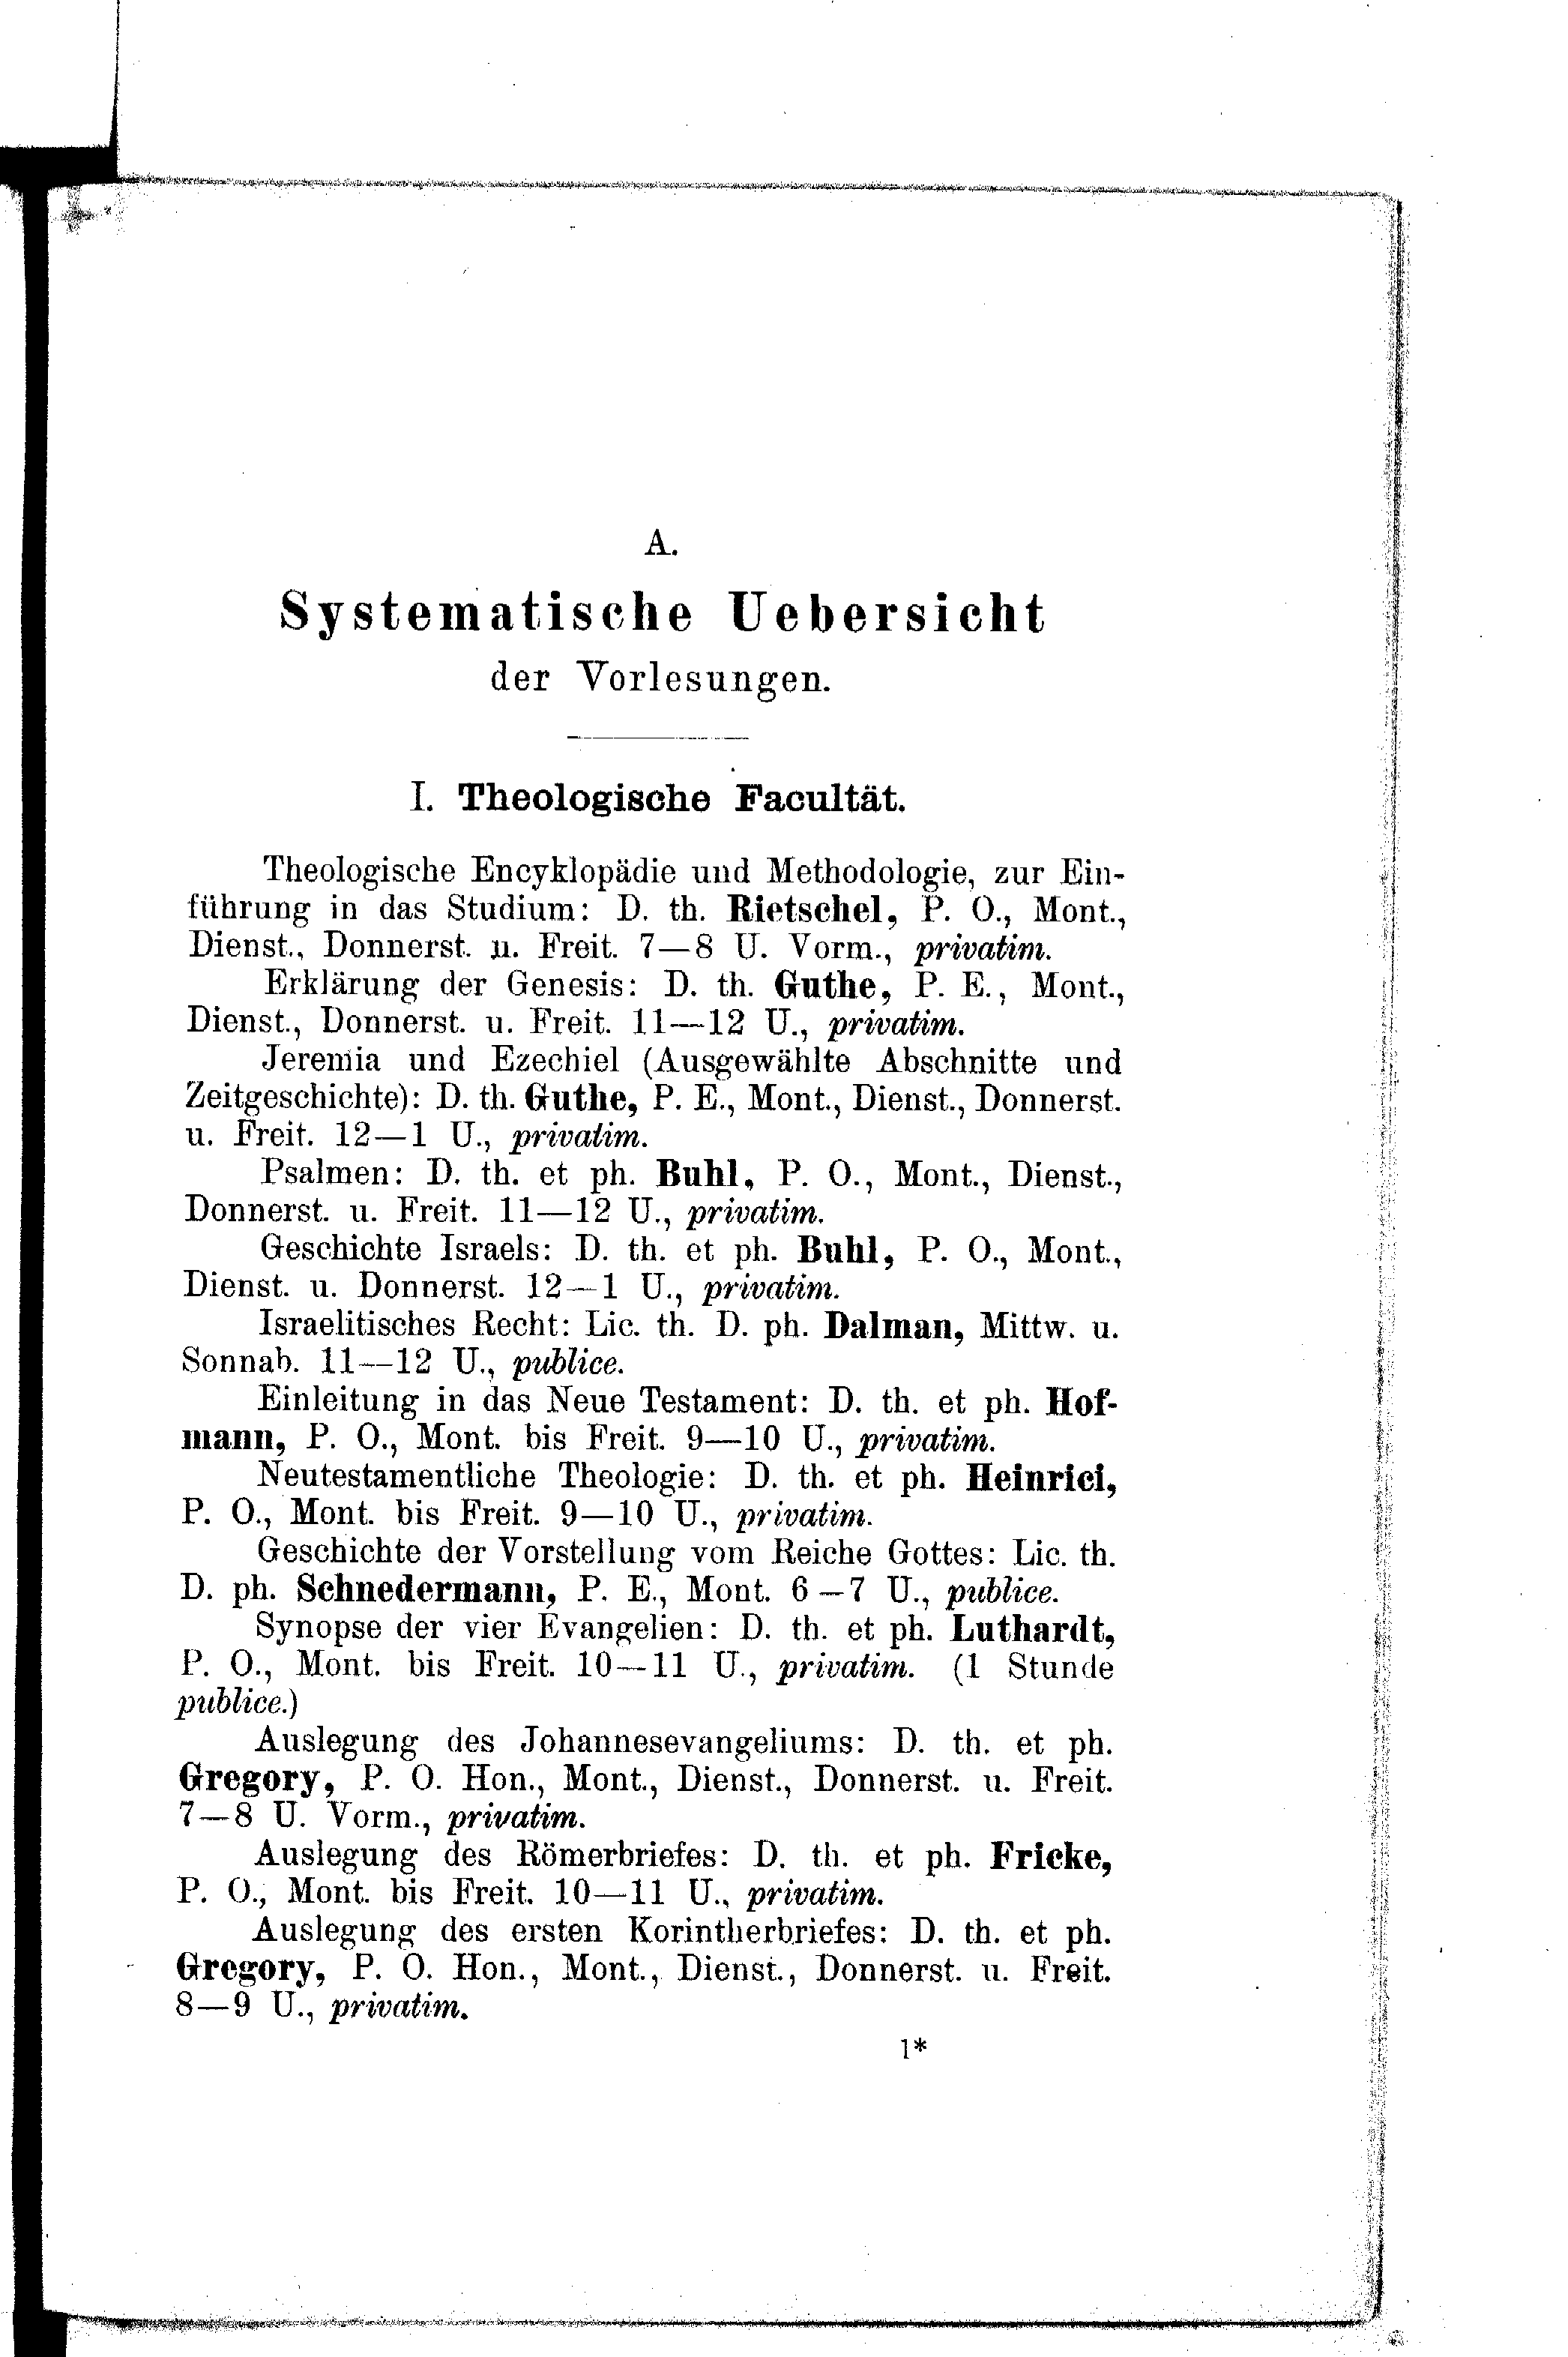 A.
Systematische Uebersicht
der Vorlesungen.
I. Theologische Facultät.
Theologische Encyklopädie und Methodologie, zur Ein-
führung in das Studium: D. th. Rietschel, P. O., Mont.,
Dienst., Donnerst. u. Freit. 7—8 U. Vorm., privatim.
Erklärung der Genesis: D. th. Guthe, P. E., Mont.,
Dienst., Donnerst. u. Freit. 11—12 U., privatim.
Jeremia und Ezechiel (Ausgewählte Abschnitte und
Zeitgeschichte): D. th. Guthe, P. E., Mont., Dienst., Donnerst.
u. Freit. 12—1 U., privatim.
Psalmen: D. th. et ph. Buhl, P. O., Mont., Dienst.,
Donnerst. u. Freit. 11—12 U., privatim.
Geschichte Israels: D. th. et ph. Buhl, P. O., Mont.,
Dienst. u. Donnerst. 12—1 U., privatim.
Israelitisches Recht: Lic. th. D. ph. Dalman, Mittw. u.
Sonnab. 11—12 U., publice.
Einleitung in das Neue Testament: D. th. et ph. Hof-
mann, P. O., Mont. bis Freit. 9—10 U., privatim.
Neutestamentliche Theologie: D. th. et ph. Heinrici,
P. O., Mont. bis Freit. 9—10 U., privatim.
Geschichte der Vorstellung vom Reiche Gottes: Lic. th.
D. ph. Schnedermann, P. E., Mont. 6—7 U., publice.
Synopse der vier Evangelien: D. th. et ph. Luthardt,
P. O., Mont. bis Freit. 10—11 U., privatim. (1 Stunde
publice.)
Auslegung des Johannesevangeliums: D. th. et ph.
Gregory, P. O. Hon., Mont., Dienst., Donnerst. u. Freit.
7—8 U. Vorm., privatim.
Auslegung des Römerbriefes: D. th. et ph. Fricke,
P. O., Mont. bis Freit. 10—11 U., privatim.
Auslegung des ersten Korintherbriefes: D. th. et ph.
Gregory, P. O. Hon., Mont., Dienst., Donnerst. u. Freit.
8—9 U., privatim.
1*